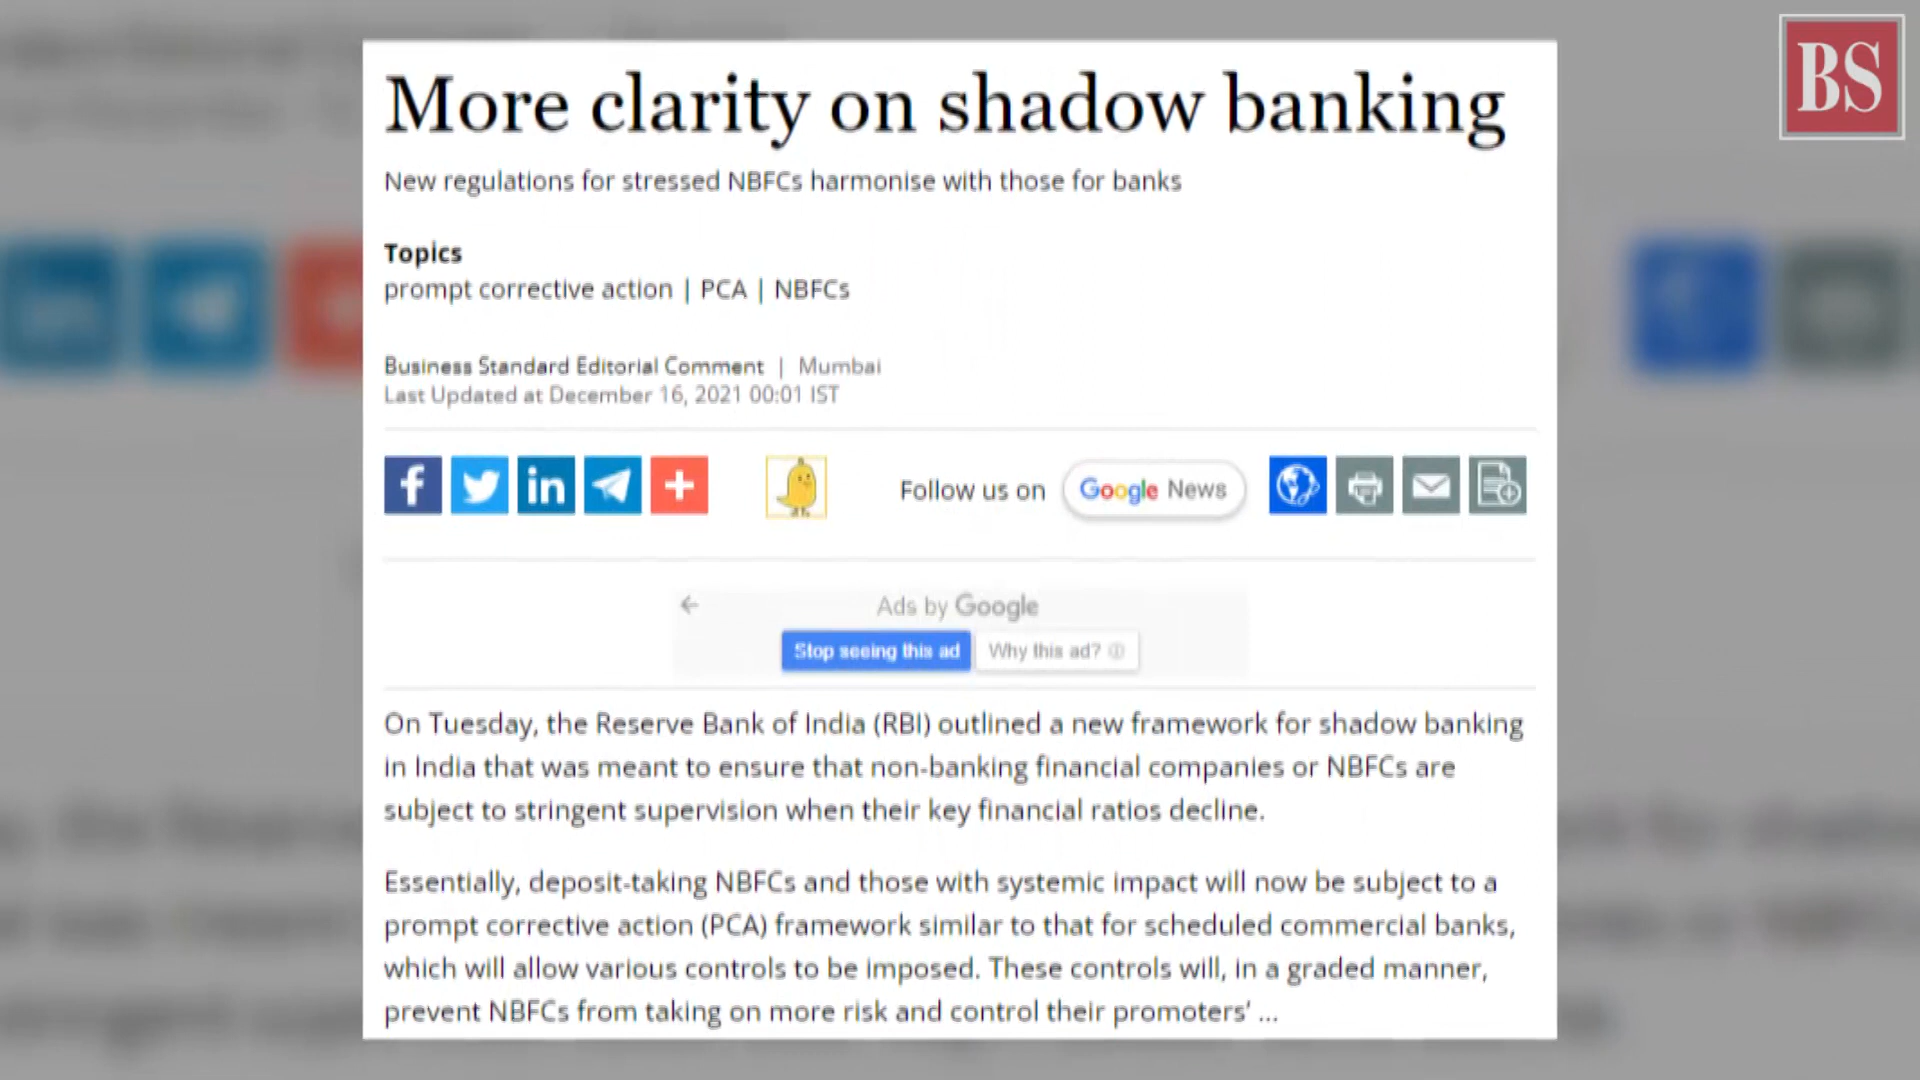 BS
More clarity on shadow banking
New regulations for stressed NBFCs harmonise with those for banks
Topics
prompt corrective action | PCA | NBFCs
Business Standard Editorial Comment | Mumbai
Last Updated at December 16, 2021 00:01 IST
f in + Follow us on Google News
Ads by Google
Stop seeing this ad Why this ad?
On Tuesday, the Reserve Bank of India (RBI) outlined a new framework for shadow banking
in India that was meant to ensure that non-banking financial companies or NBFCs are
subject to stringent supervision when their key financial ratios decline.
Essentially, deposit-taking NBFCs and those with systemic impact will now be subject to a
prompt corrective action (PCA) framework similar to that for scheduled commercial banks,
which will allow various controls to be imposed. These controls will, in a graded manner,
prevent NBFCs from taking on more risk and control their promoters’ ...